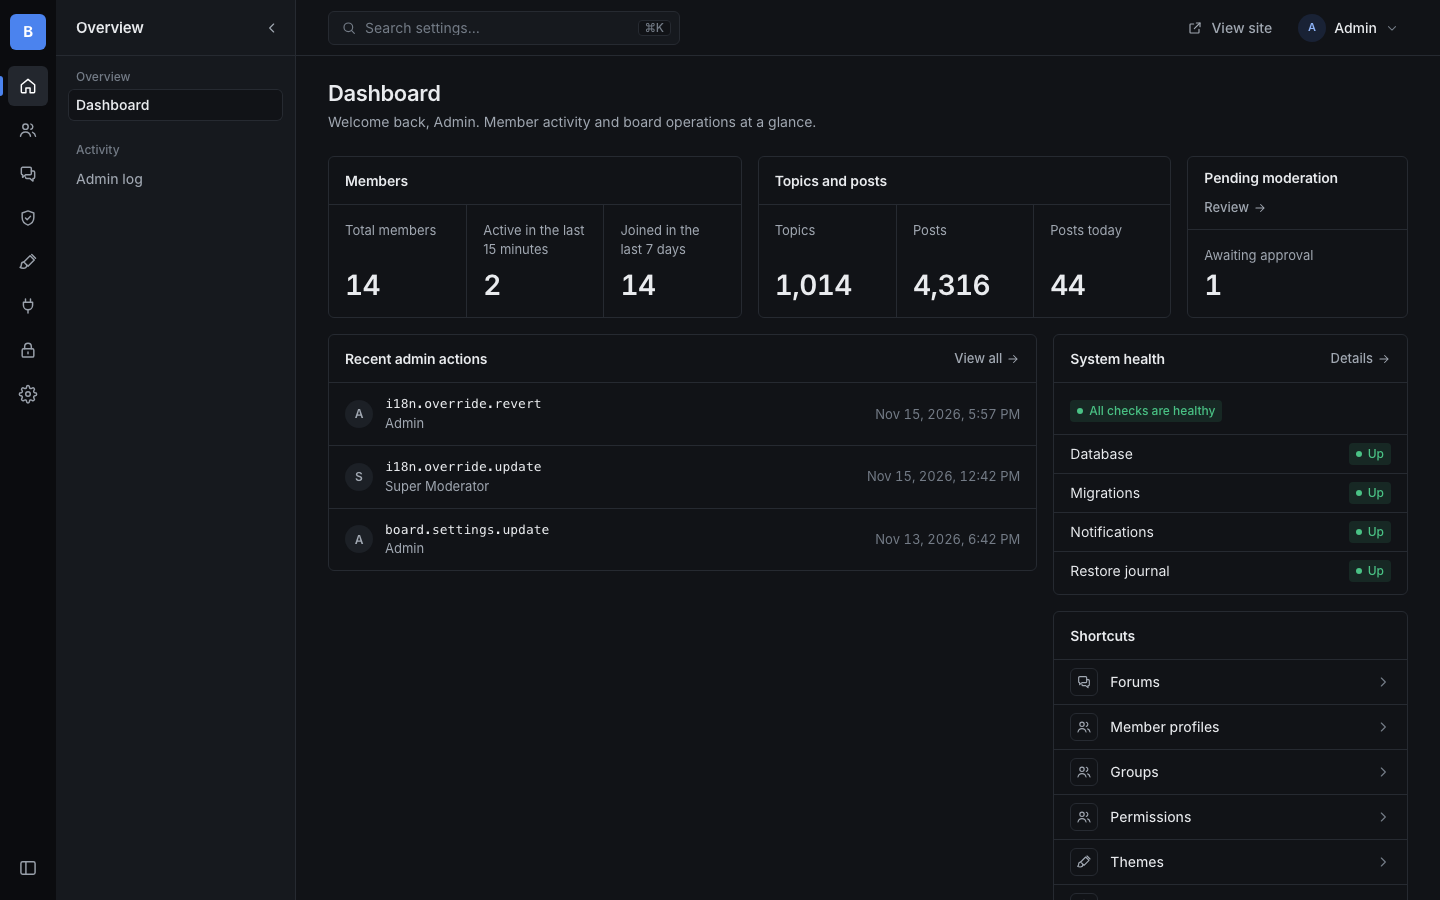 B
Overview
Search settings...
⌘K
View site
A
Admin
Overview
Dashboard
Activity
Admin log
Dashboard
Welcome back, Admin. Member activity and board operations at a glance.
Members
Total members
14
Active in the last
15 minutes
2
Joined in the
last 7 days
14
Topics and posts
Topics
1,014
Posts
4,316
Posts today
44
Pending moderation
Review →
Awaiting approval
1
Recent admin actions
View all →
A
i18n.override.revert
Admin
Nov 15, 2026, 5:57 PM
S
i18n.override.update
Super Moderator
Nov 15, 2026, 12:42 PM
A
board.settings.update
Admin
Nov 13, 2026, 6:42 PM
System health
Details →
All checks are healthy
Database
Up
Migrations
Up
Notifications
Up
Restore journal
Up
Shortcuts
Forums
Member profiles
Groups
Permissions
Themes